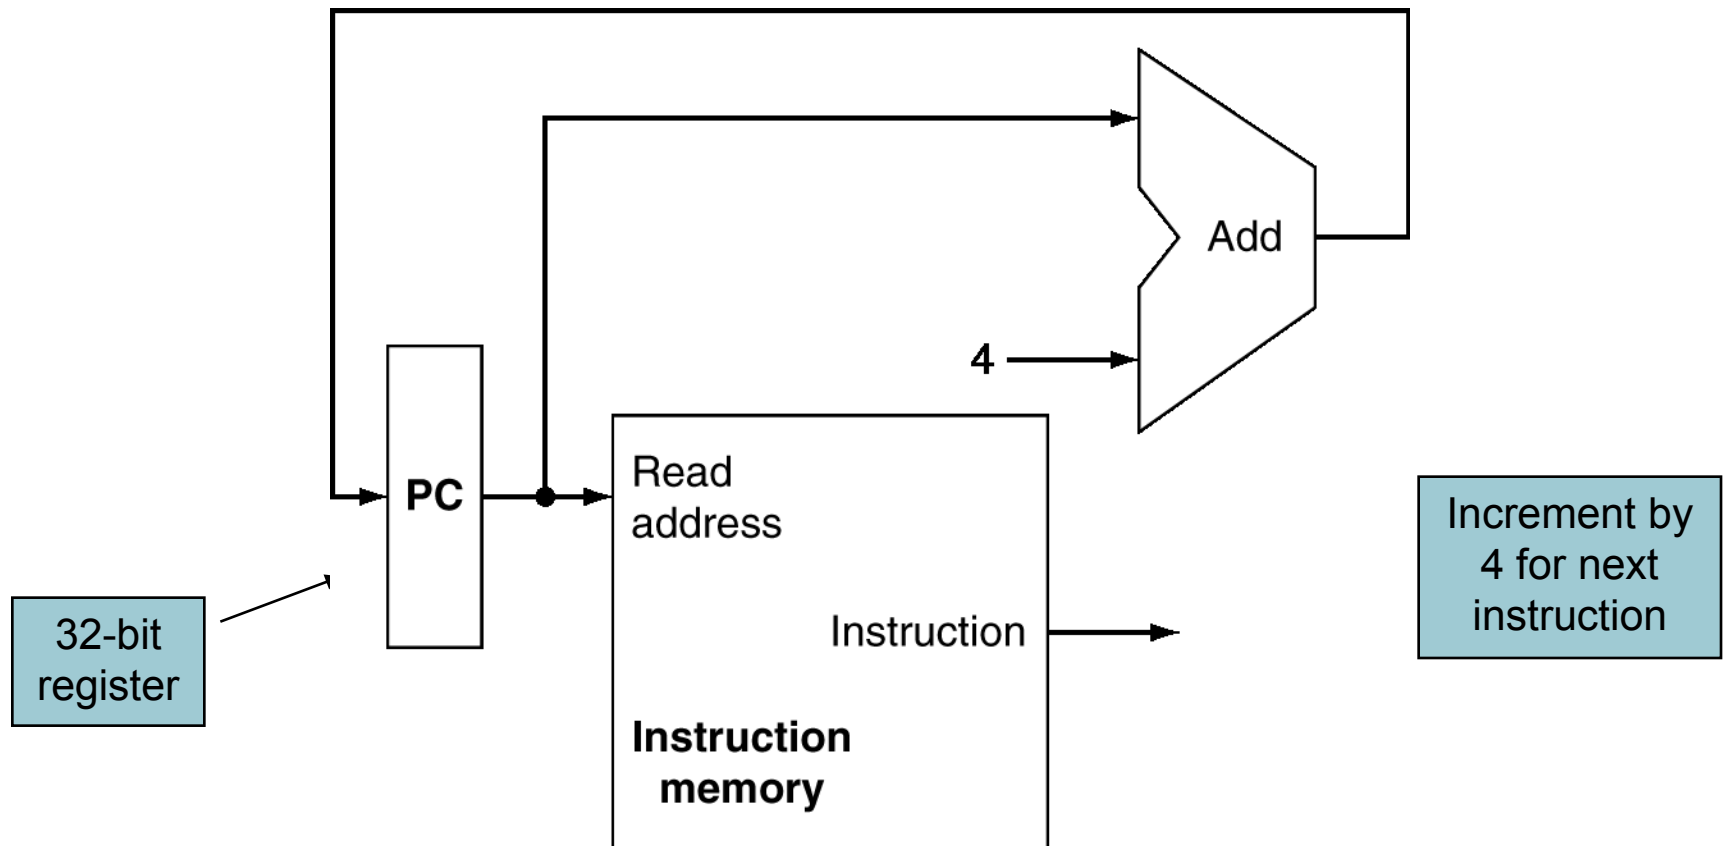 Add
4
PC
Read
address
Instruction
Instruction
memory
32-bit
register
Increment by
4 for next
instruction